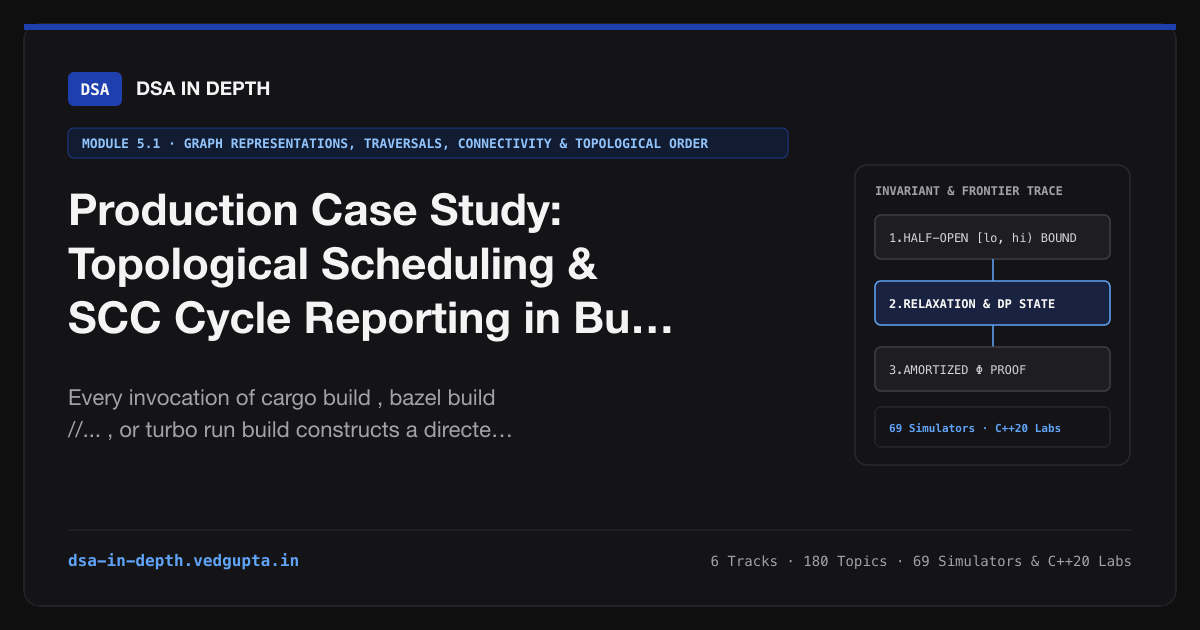 DSA
DSA IN DEPTH
MODULE 5.1 · GRAPH REPRESENTATIONS, TRAVERSALS, CONNECTIVITY & TOPOLOGICAL ORDER
Production Case Study:
Topological Scheduling &
SCC Cycle Reporting in Bu...
Every invocation of cargo build , bazel build
//... , or turbo run build constructs a directe...
INVARIANT & FRONTIER TRACE
1.HALF-OPEN [lo, hi) BOUND
2.RELAXATION & DP STATE
3.AMORTIZED Φ PROOF
69 Simulators · C++20 Labs
dsa-in-depth.vedgupta.in
6 Tracks · 180 Topics · 69 Simulators & C++20 Labs